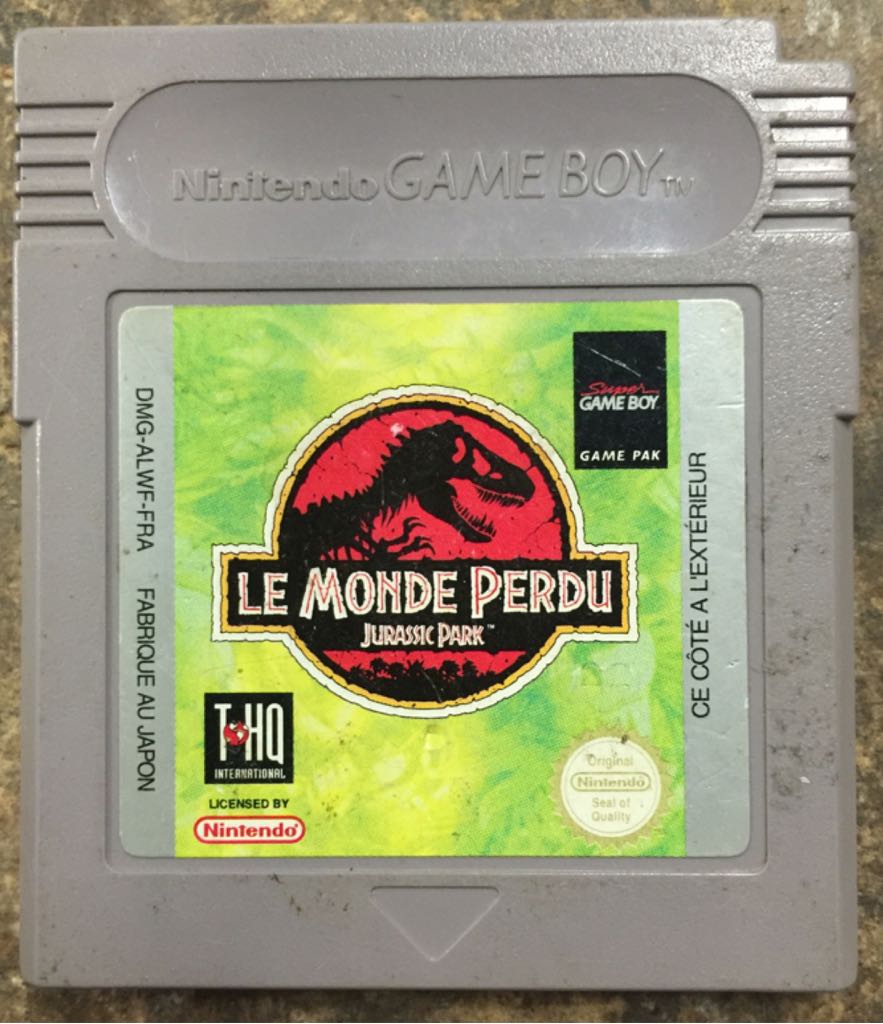 Nintendo GAME BOY TM
Super
GAME BOY
GAME PAK
DMG-ALWF-FRA FABRIQUE AU JAPON
CE CÔTÉ A L'EXTÉRIEUR
LE MONDE PERDU
JURASSIC PARK™
T·HQ
INTERNATIONAL
LICENSED BY
Nintendo®
Original
Nintendo
Seal of
Quality